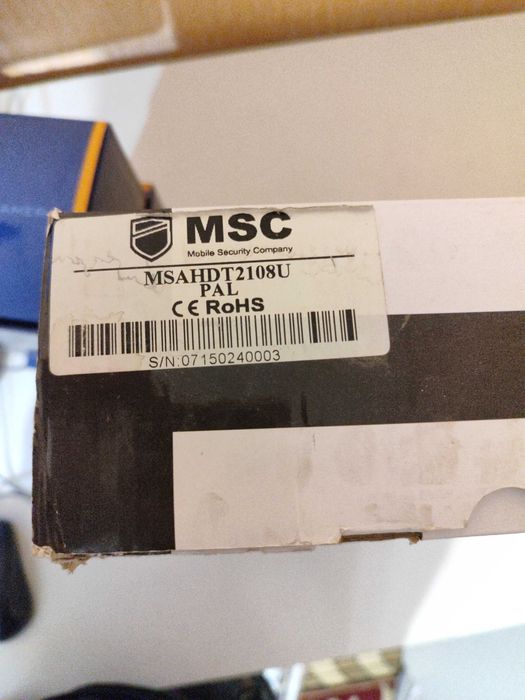 MSC
Mobile Security Company
MSAHDT2108U
PAL
CE RoHS
S/N:07150240003